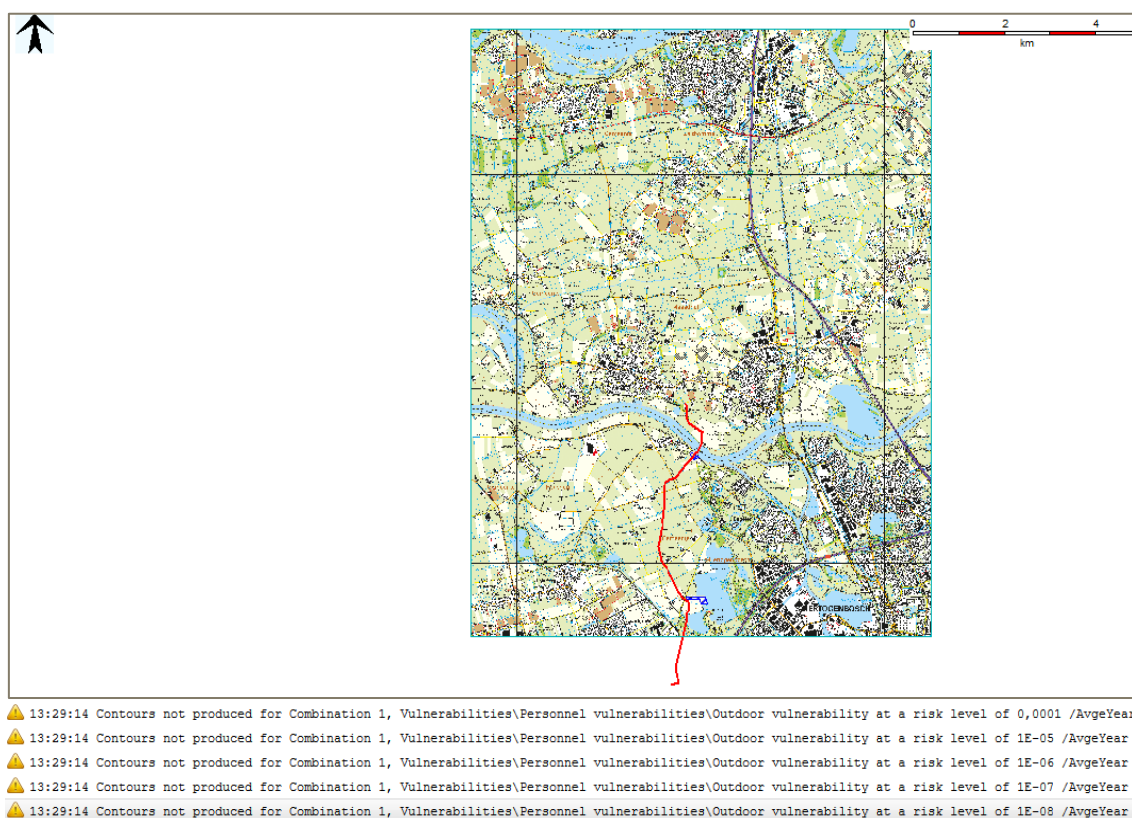 0 2 4
km
ERTOGENBOSCH
13:29:14 Contours not produced for Combination 1, Vulnerabilities\Personnel vulnerabilities\Outdoor vulnerability at a risk level of 0,0001 /AvgeYear
13:29:14 Contours not produced for Combination 1, Vulnerabilities\Personnel vulnerabilities\Outdoor vulnerability at a risk level of 1E-05 /AvgeYear
13:29:14 Contours not produced for Combination 1, Vulnerabilities\Personnel vulnerabilities\Outdoor vulnerability at a risk level of 1E-06 /AvgeYear
13:29:14 Contours not produced for Combination 1, Vulnerabilities\Personnel vulnerabilities\Outdoor vulnerability at a risk level of 1E-07 /AvgeYear
13:29:14 Contours not produced for Combination 1, Vulnerabilities\Personnel vulnerabilities\Outdoor vulnerability at a risk level of 1E-08 /AvgeYear